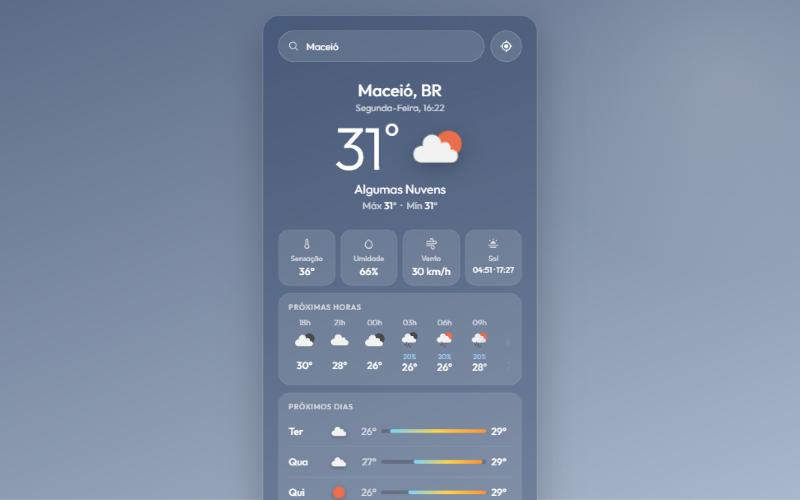 Maceió
Maceió, BR
Segunda-Feira, 16:22
31°
Algumas Nuvens
Máx 31° · Mín 31°
Sensação Umidade Vento Sol
36° 66% 30 km/h 04:51 · 17:27
PRÓXIMAS HORAS
18h 21h 00h 03h 06h 09h
20% 20% 20%
30° 28° 26° 26° 26° 28°
PRÓXIMOS DIAS
Ter 26° 29°
Qua 27° 29°
Qui 26° 29°